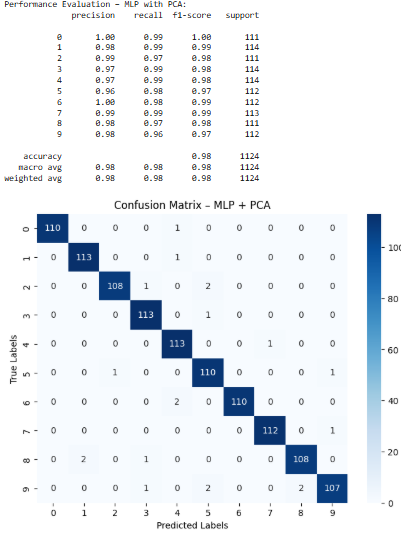 Performance Evaluation – MLP with PCA:
precision recall f1-score support
0 1.00 0.99 1.00 111
1 0.98 0.99 0.99 114
2 0.99 0.97 0.98 111
3 0.97 0.99 0.98 114
4 0.97 0.99 0.98 114
5 0.96 0.98 0.97 112
6 1.00 0.98 0.99 112
7 0.99 0.99 0.99 113
8 0.98 0.97 0.98 111
9 0.98 0.96 0.97 112
accuracy 0.98 1124
macro avg 0.98 0.98 0.98 1124
weighted avg 0.98 0.98 0.98 1124
Confusion Matrix – MLP + PCA
0 110 0 0 0 1 0 0 0 0 0
1 0 113 0 0 1 0 0 0 0 0
2 0 0 108 1 0 2 0 0 0 0
3 0 0 0 113 0 1 0 0 0 0
4 0 0 0 0 113 0 0 1 0 0
5 0 0 1 0 0 110 0 0 0 1
6 0 0 0 0 2 0 110 0 0 0
7 0 0 0 0 0 0 0 112 0 1
8 0 2 0 1 0 0 0 0 108 0
9 0 0 0 1 0 2 0 0 2 107
0 1 2 3 4 5 6 7 8 9
Predicted Labels
True Labels
100
80
60
40
20
0